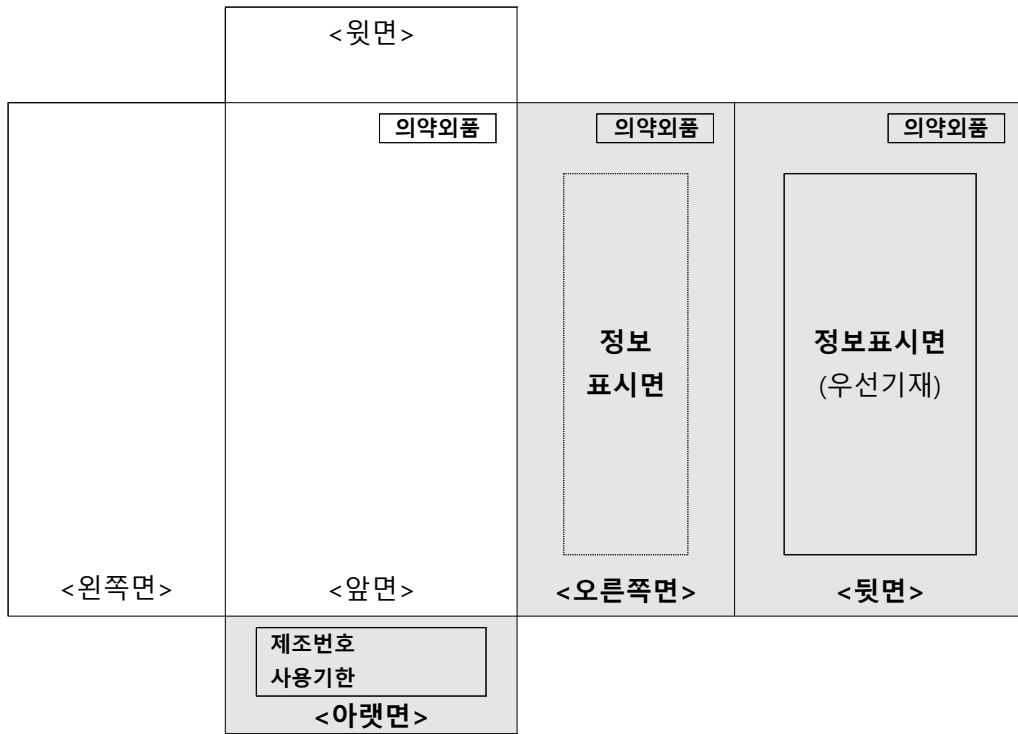 <윗면>
의약외품
의약외품
의약외품
정보
표시면
정보표시면
(우선기재)
<왼쪽면>
<앞면>
<오른쪽면>
<뒷면>
제조번호
사용기한
<아랫면>